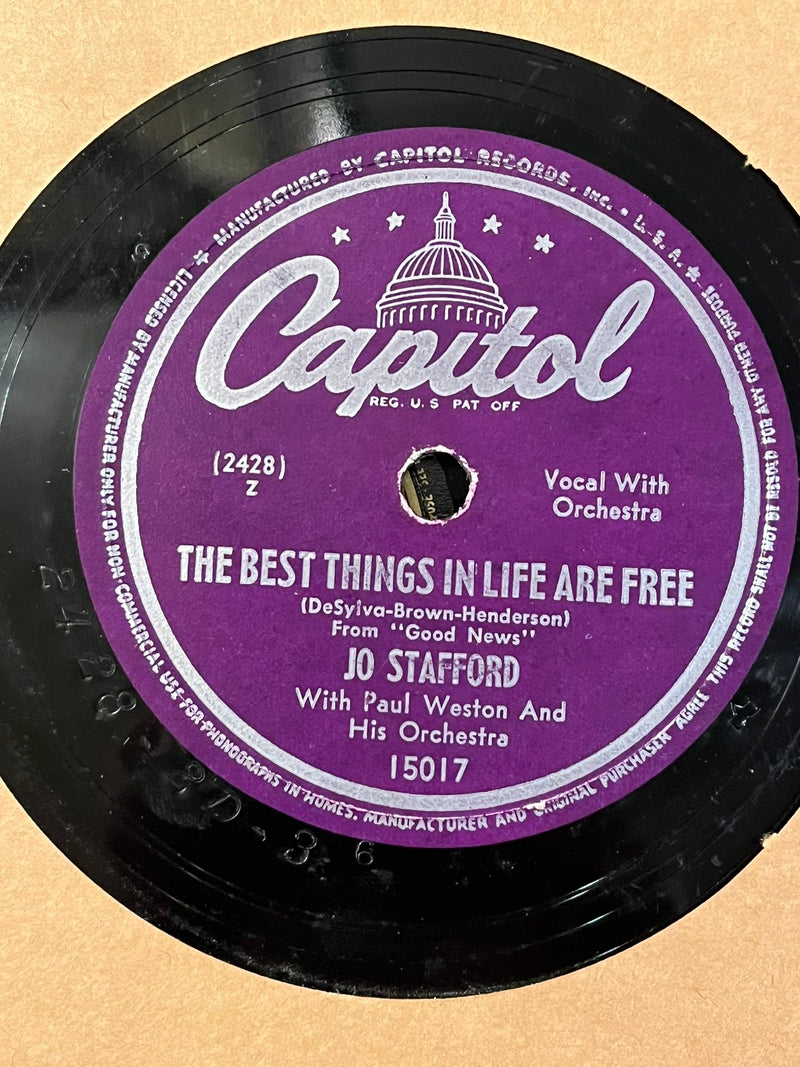 ★ MANUFACTURED BY CAPITOL RECORDS, INC. • U.S.A. ★
Capitol
REG. U.S PAT OFF
(2428)
Z
Vocal With
Orchestra
THE BEST THINGS IN LIFE ARE FREE
(DeSylva-Brown-Henderson)
From "Good News"
JO STAFFORD
With Paul Weston And
His Orchestra
15017
LICENSED BY MANUFACTURER ONLY FOR NON-COMMERCIAL USE FOR PHONOGRAPHS IN HOMES. MANUFACTURER AND ORIGINAL PURCHASER AGREE THIS RECORD SHALL NOT BE RESOLD FOR ANY OTHER PURPOSE